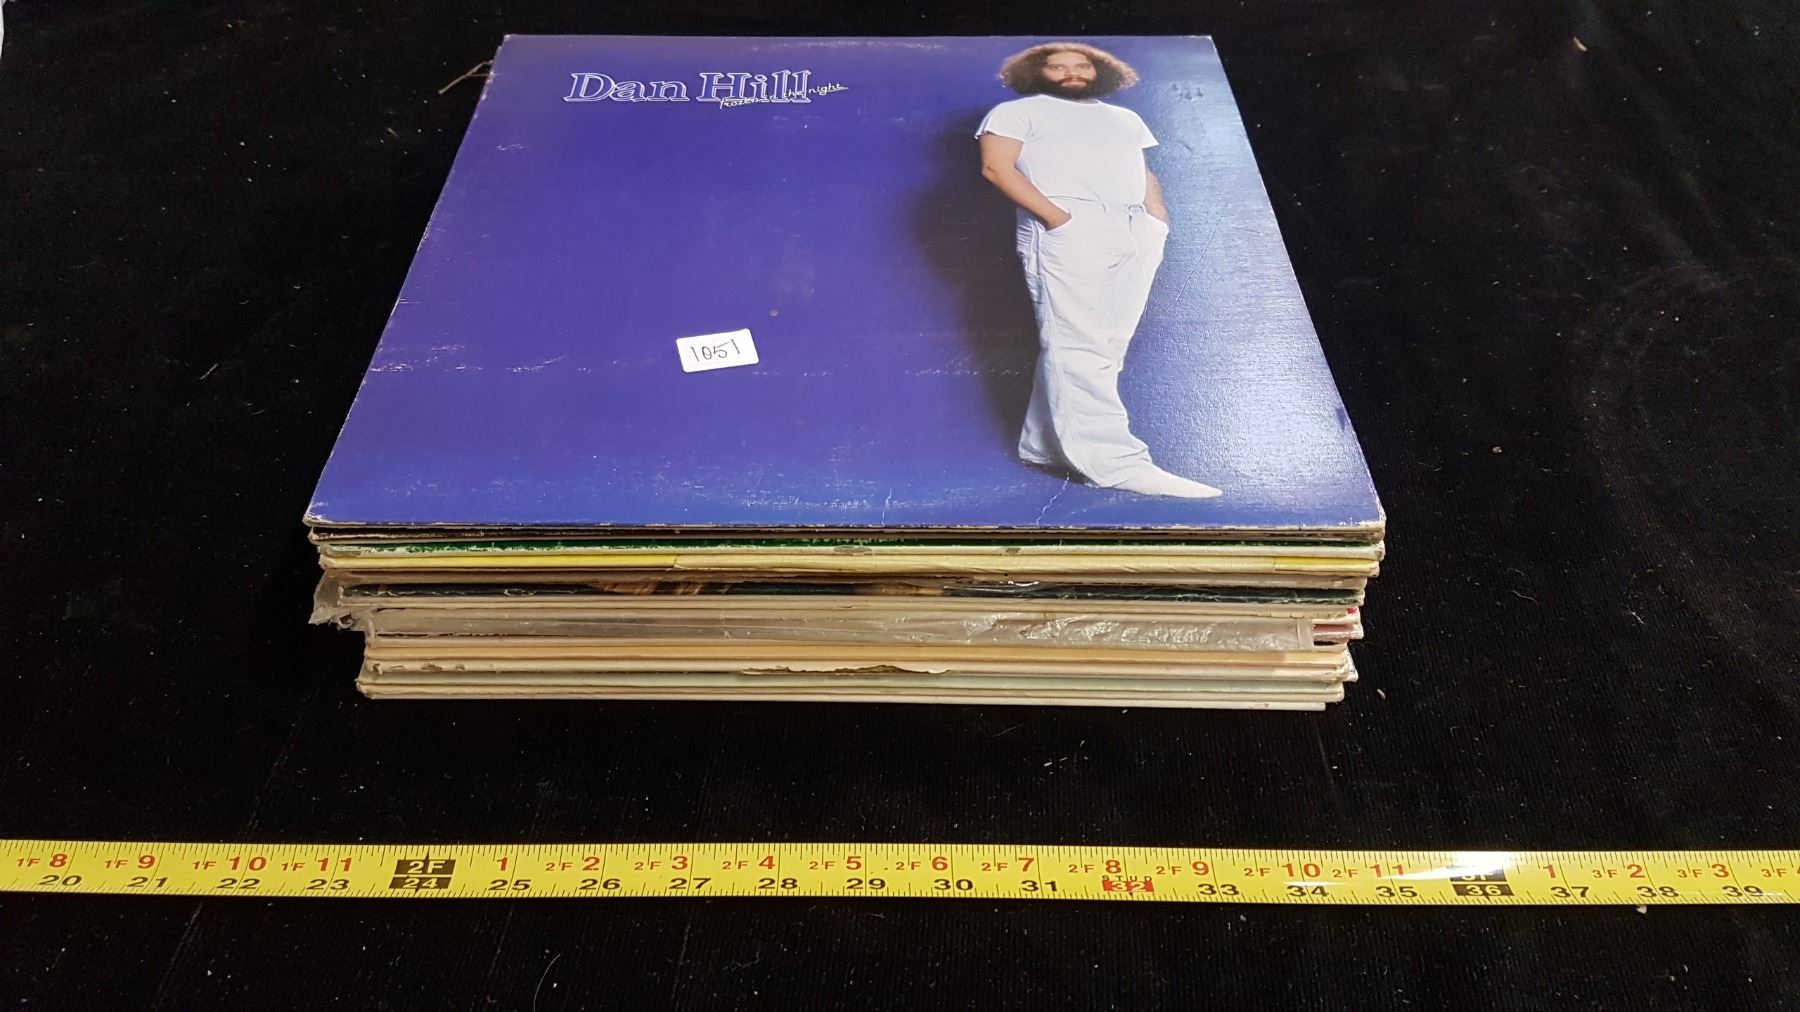 Dan Hill
frozen in the night
1051
1F 8 1F 9 1F 10 1F 11 2F 1 2F 2 2F 3 2F 4 2F 5 2F 6 2F 7 2F 8 2F 9 2F 10 2F 11 3F 1 3F 2 3F 3 3F 4
STUD
20 21 22 23 24 25 26 27 28 29 30 31 32 33 34 35 36 37 38 39